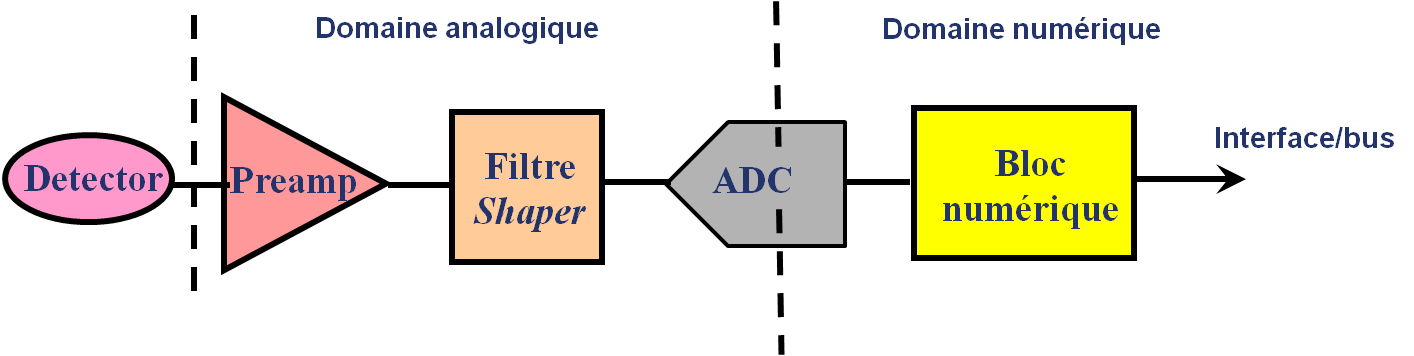 Domaine analogique
Domaine numérique
Detector
Preamp
Filtre
Shaper
ADC
Bloc
numérique
Interface/bus